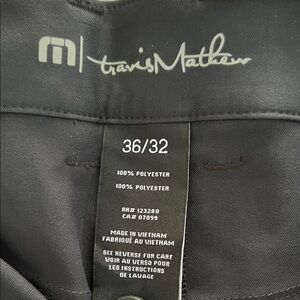 m | travisMathew
36/32
100% POLYESTER
100% POLYESTER
RN# 123280
CA# 07099
MADE IN VIETNAM
FABRIQUÉ AU VIETNAM
SEE REVERSE FOR CARE
VOIR AU VERSO POUR
LES INSTRUCTIONS
DE LAVAGE